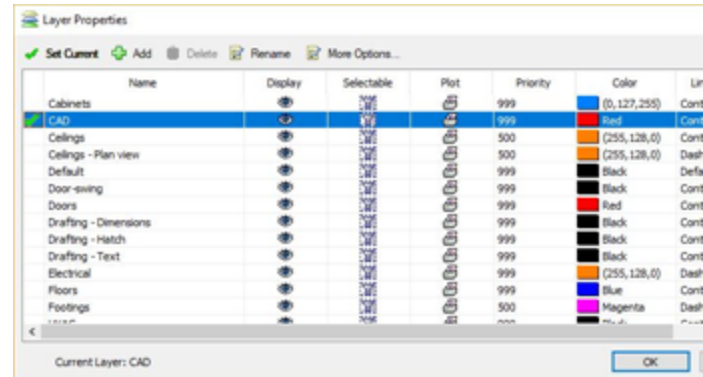 Layer Properties
Set Current Add Delete Rename More Options...
Name Display Selectable Plot Priority Color
Cabinets 999 (0,127,255) Cont
CAD 999 Red Cont
Ceilings 500 (255,128,0) Cont
Ceilings - Plan view 500 (255,128,0) Dash
Default 999 Black Defa
Door-swing 999 Black Cont
Doors 999 Red Cont
Drafting - Dimensions 999 Black Cont
Drafting - Hatch 999 Black Cont
Drafting - Text 999 Black Cont
Electrical 999 (255,128,0) Dash
Floors 999 Blue Cont
Footings 500 Magenta Dash
Current Layer: CAD OK